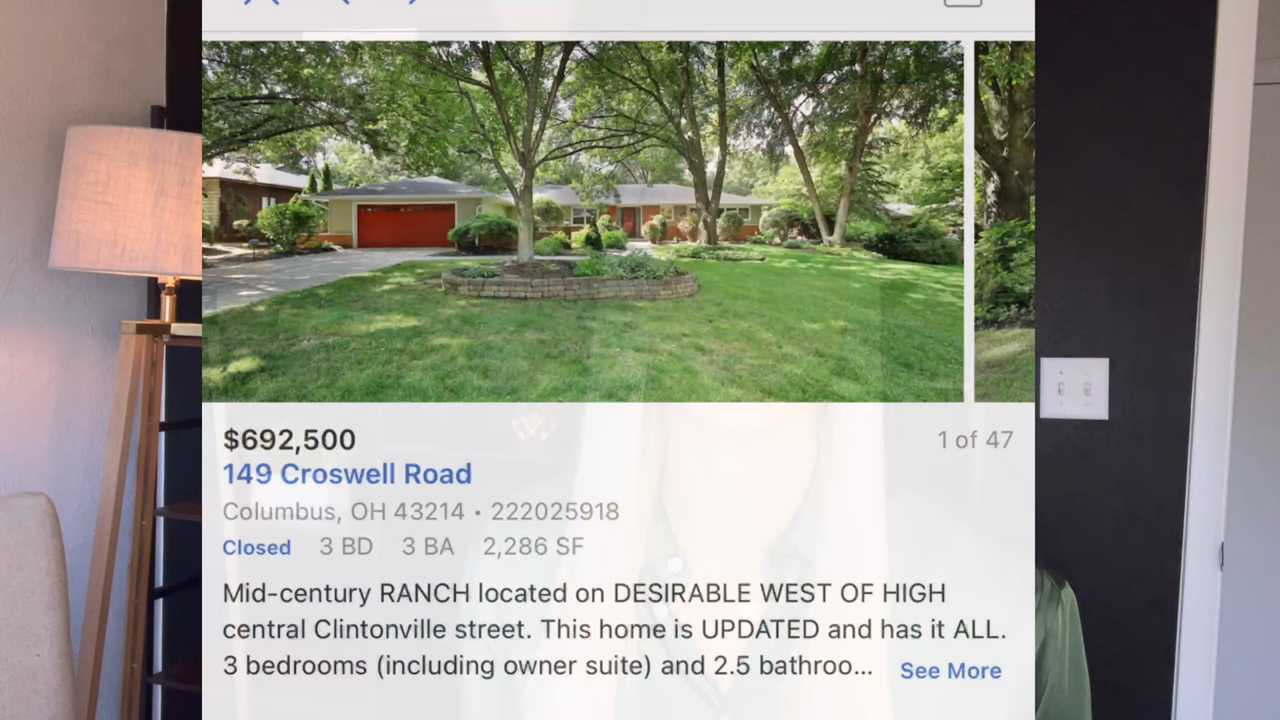 $692,500
1 of 47
149 Croswell Road
Columbus, OH 43214 • 222025918
Closed 3 BD 3 BA 2,286 SF
Mid-century RANCH located on DESIRABLE WEST OF HIGH
central Clintonville street. This home is UPDATED and has it ALL.
3 bedrooms (including owner suite) and 2.5 bathroo... See More